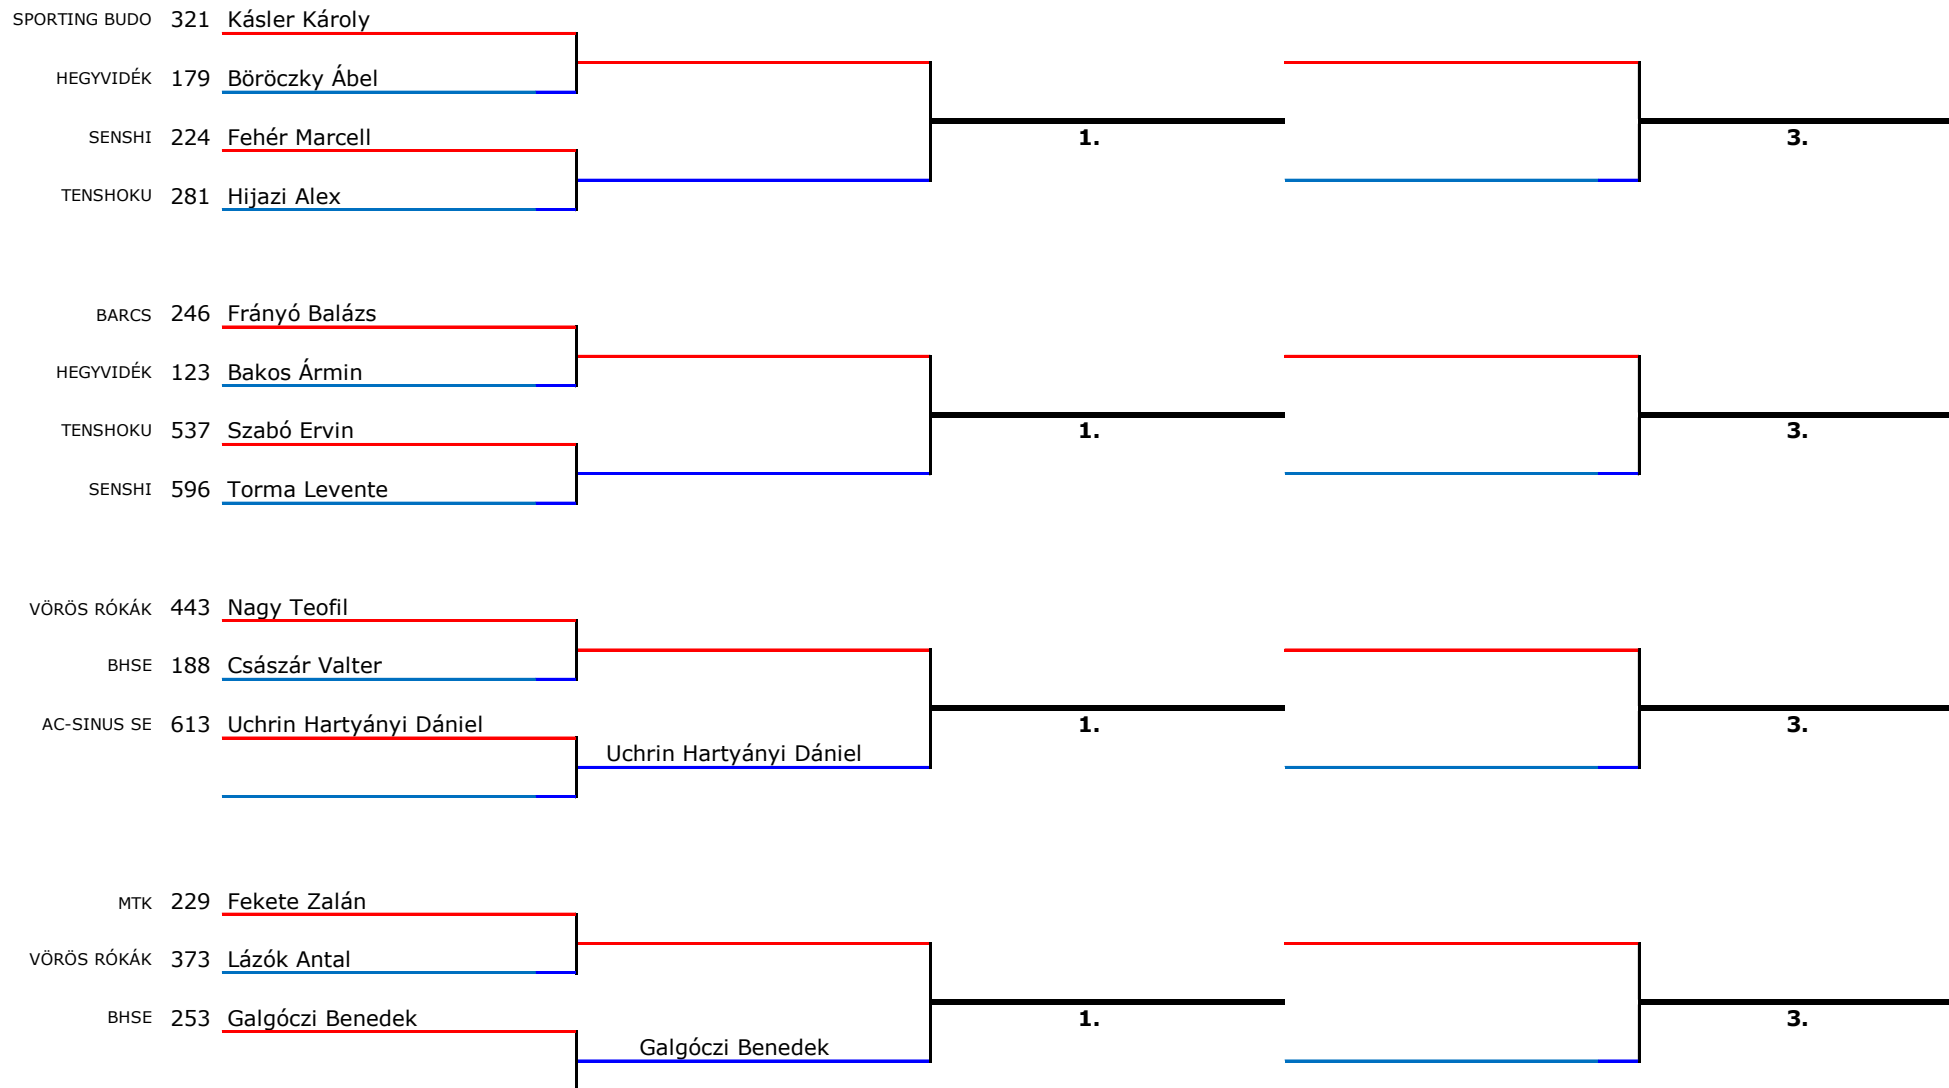 SPORTING BUDO 321 Kásler Károly
HEGYVIDÉK 179 Böröczky Ábel
1. 3.
SENSHI 224 Fehér Marcell
TENSHOKU 281 Hijazi Alex
BARCS 246 Frányó Balázs
HEGYVIDÉK 123 Bakos Ármin
1. 3.
TENSHOKU 537 Szabó Ervin
SENSHI 596 Torma Levente
VÖRÖS RÓKÁK 443 Nagy Teofil
BHSE 188 Császár Valter
1. 3.
AC-SINUS SE 613 Uchrin Hartyányi Dániel
Uchrin Hartyányi Dániel
MTK 229 Fekete Zalán
VÖRÖS RÓKÁK 373 Lázók Antal
1. 3.
BHSE 253 Galgóczi Benedek
Galgóczi Benedek